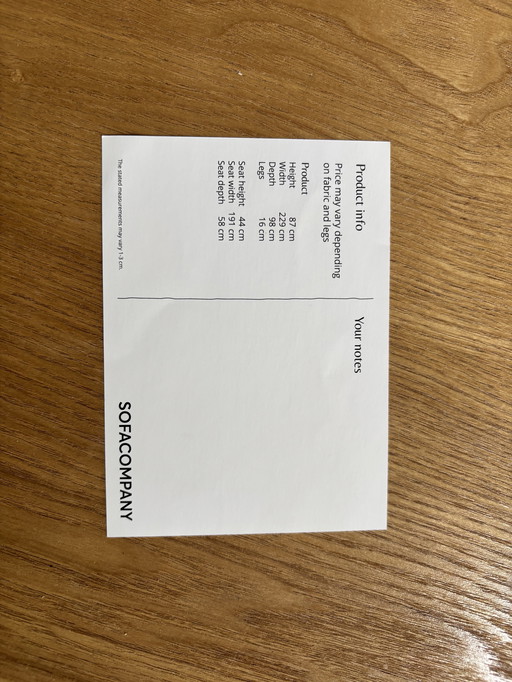 Product info
Price may vary depending
on fabric and legs
Product
Height 87 cm
Width 229 cm
Depth 98 cm
Legs 16 cm
Seat height 44 cm
Seat width 191 cm
Seat depth 58 cm
The stated measurements may vary 1-3 cm.
Your notes
SOFACOMPANY